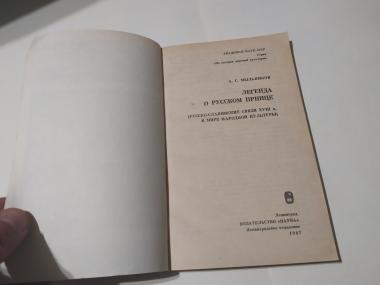 АКАДЕМИЯ НАУК СССР
Серия
«Из истории мировой культуры»
А. С. МЫЛЬНИКОВ
ЛЕГЕНДА
О РУССКОМ ПРИНЦЕ
(РУССКО-СЛАВЯНСКИЕ СВЯЗИ XVIII в.
В МИРЕ НАРОДНОЙ КУЛЬТУРЫ)
Ленинград
ИЗДАТЕЛЬСТВО «НАУКА»
Ленинградское отделение
1987